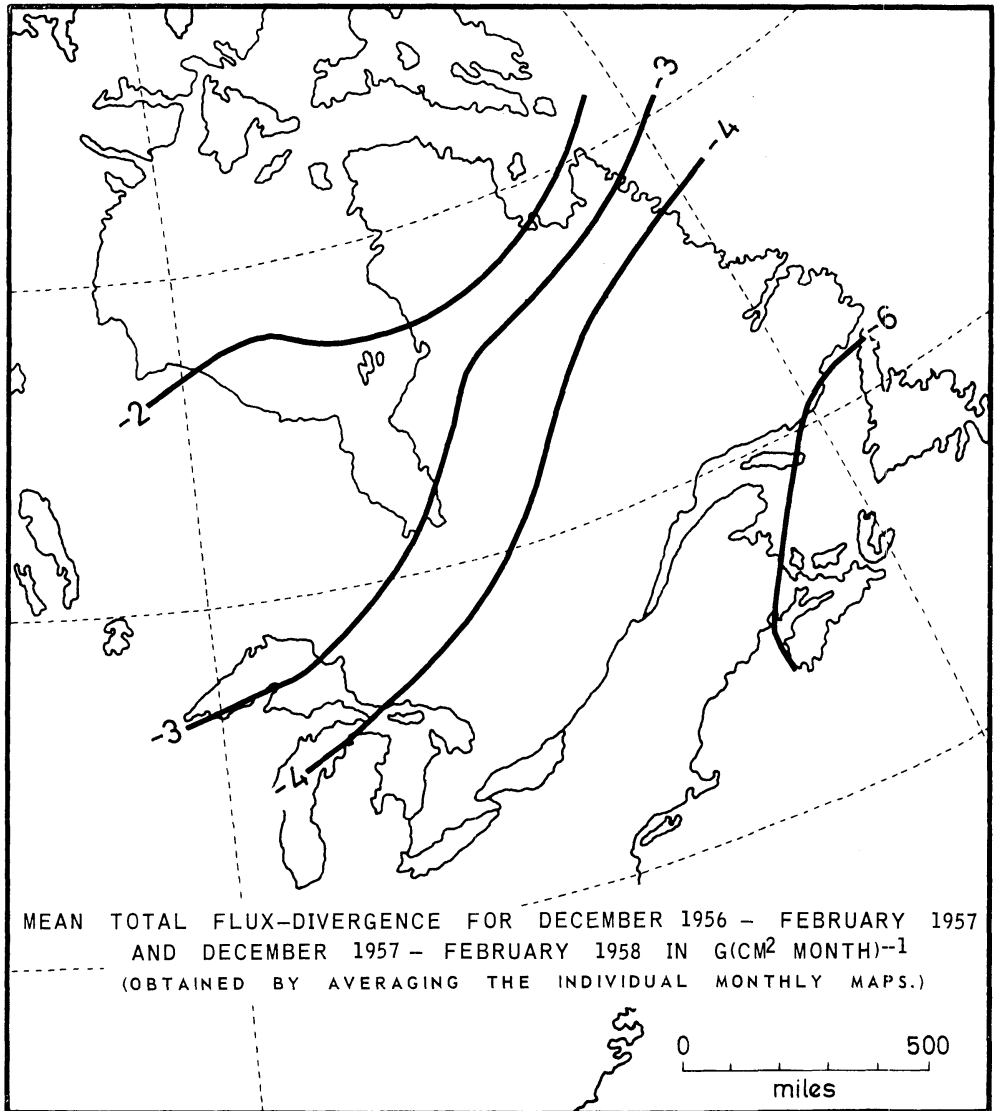 -3
-4
-6
-2
-3
-4
MEAN TOTAL FLUX-DIVERGENCE FOR DECEMBER 1956 - FEBRUARY 1957
AND DECEMBER 1957 - FEBRUARY 1958 IN G(CM² MONTH)--1
(OBTAINED BY AVERAGING THE INDIVIDUAL MONTHLY MAPS.)
0 500
miles